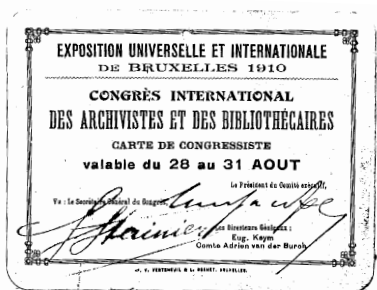 EXPOSITION UNIVERSELLE ET INTERNATIONALE
DE BRUXELLES 1910
CONGRÈS INTERNATIONAL
DES ARCHIVISTES ET DES BIBLIOTHÉCAIRES
CARTE DE CONGRESSISTE
valable du 28 au 31 AOUT
Le Président du Comité exécutif,
Vu : Le Secrétaire Général du Congrès,
Les Directeurs Généraux :
Eug. Keym
Comte Adrien van der Burch
BRUXELLES.